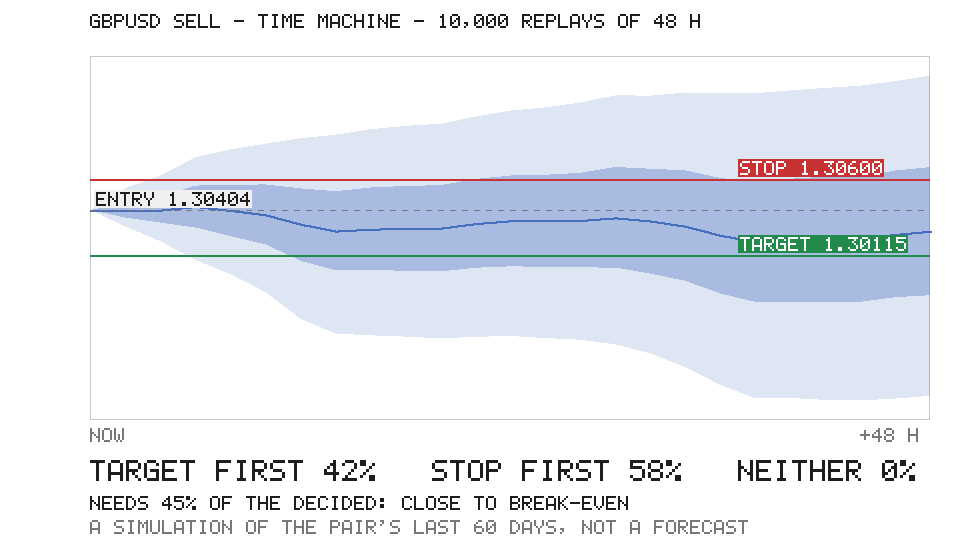 GBPUSD SELL - TIME MACHINE - 10,000 REPLAYS OF 48 H
STOP 1.30600
ENTRY 1.30404
TARGET 1.30115
NOW +48 H
TARGET FIRST 42% STOP FIRST 58% NEITHER 0%
NEEDS 45% OF THE DECIDED: CLOSE TO BREAK-EVEN
A SIMULATION OF THE PAIR'S LAST 60 DAYS, NOT A FORECAST